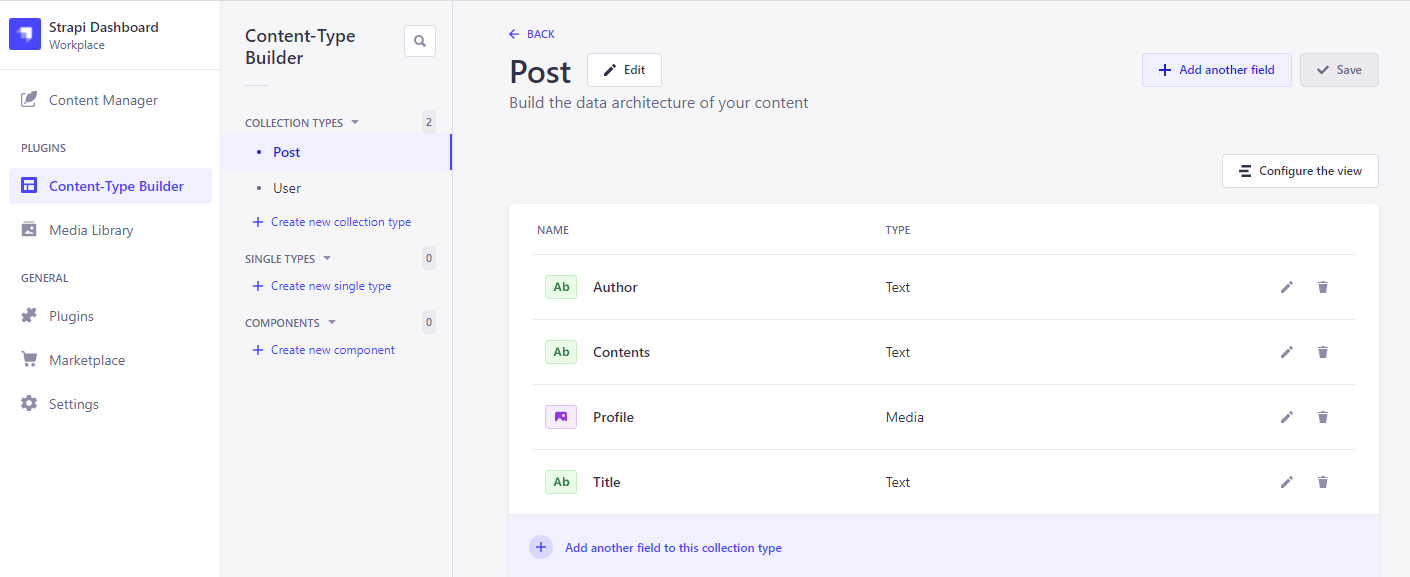 Strapi Dashboard
Workplace
Content Manager
PLUGINS
Content-Type Builder
Media Library
GENERAL
Plugins
Marketplace
Settings
Content-Type
Builder
COLLECTION TYPES 2
Post
User
Create new collection type
SINGLE TYPES 0
Create new single type
COMPONENTS 0
Create new component
BACK
Post Edit
Add another field Save
Build the data architecture of your content
Configure the view
NAME TYPE
Ab Author Text
Ab Contents Text
Profile Media
Ab Title Text
Add another field to this collection type